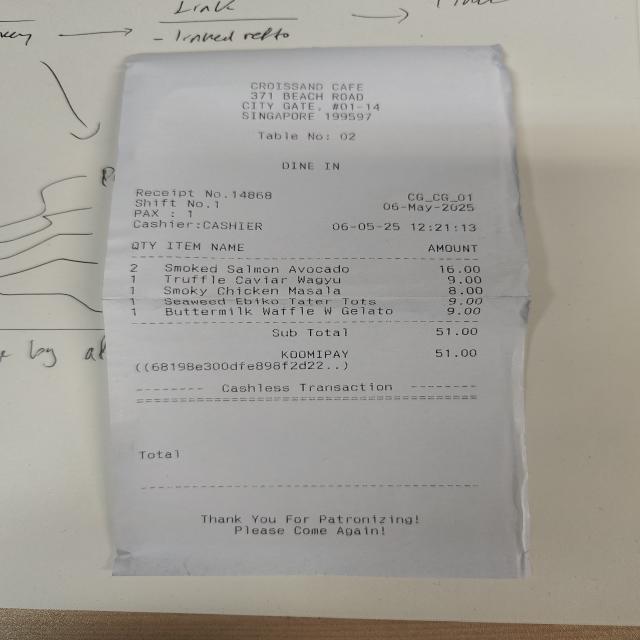 Link
- linked refto
CROISSAND CAFE
371 BEACH ROAD
CITY GATE, #01-14
SINGAPORE 199597
Table No: 02
DINE IN
Receipt No.14868 CG_CG_01
Shift No.1 06-May-2025
PAX : 1
Cashier:CASHIER 06-05-25 12:21:13
QTY ITEM NAME AMOUNT
2 Smoked Salmon Avocado 16.00
1 Truffle Caviar Wagyu 9.00
1 Smoky Chicken Masala 8.00
1 Seaweed Ebiko Tater Tots 9.00
1 Buttermilk Waffle W Gelato 9.00
Sub Total 51.00
KOOMIPAY 51.00
((68198e300dfe898f2d22..)
-------- Cashless Transaction --------
Total
Thank You For Patronizing!
Please Come Again!
by